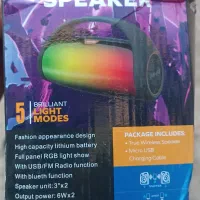 SPEAKER
5 BRILLIANT
LIGHT
MODES
Fashion appearance design
High capacity lithium battery
Full panel RGB light show
With USB/FM Radio function
With blueth function
Speaker unit:3"x2
Output power: 6Wx2
PACKAGE INCLUDES:
• True Wireless Speaker
• Micro USB
Charging Cable